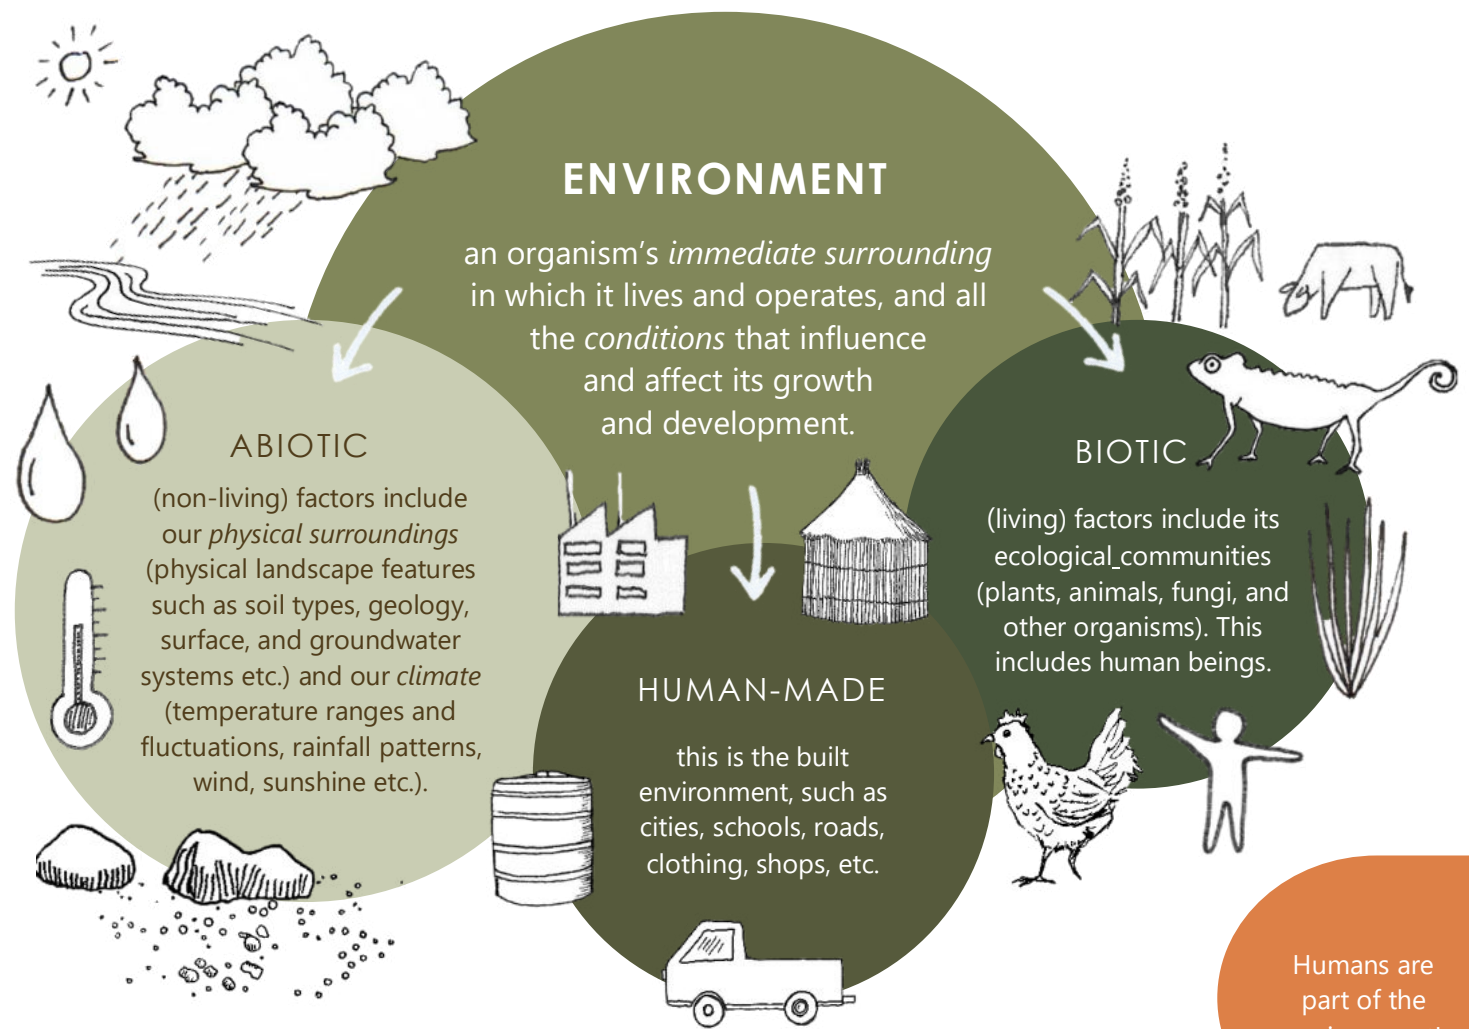 ENVIRONMENT
an organism's immediate surrounding
in which it lives and operates, and all
the conditions that influence
and affect its growth
and development.
ABIOTIC
(non-living) factors include
our physical surroundings
(physical landscape features
such as soil types, geology,
surface, and groundwater
systems etc.) and our climate
(temperature ranges and
fluctuations, rainfall patterns,
wind, sunshine etc.).
HUMAN-MADE
this is the built
environment, such as
cities, schools, roads,
clothing, shops, etc.
BIOTIC
(living) factors include its
ecological_communities
(plants, animals, fungi, and
other organisms). This
includes human beings.
Humans are
part of the